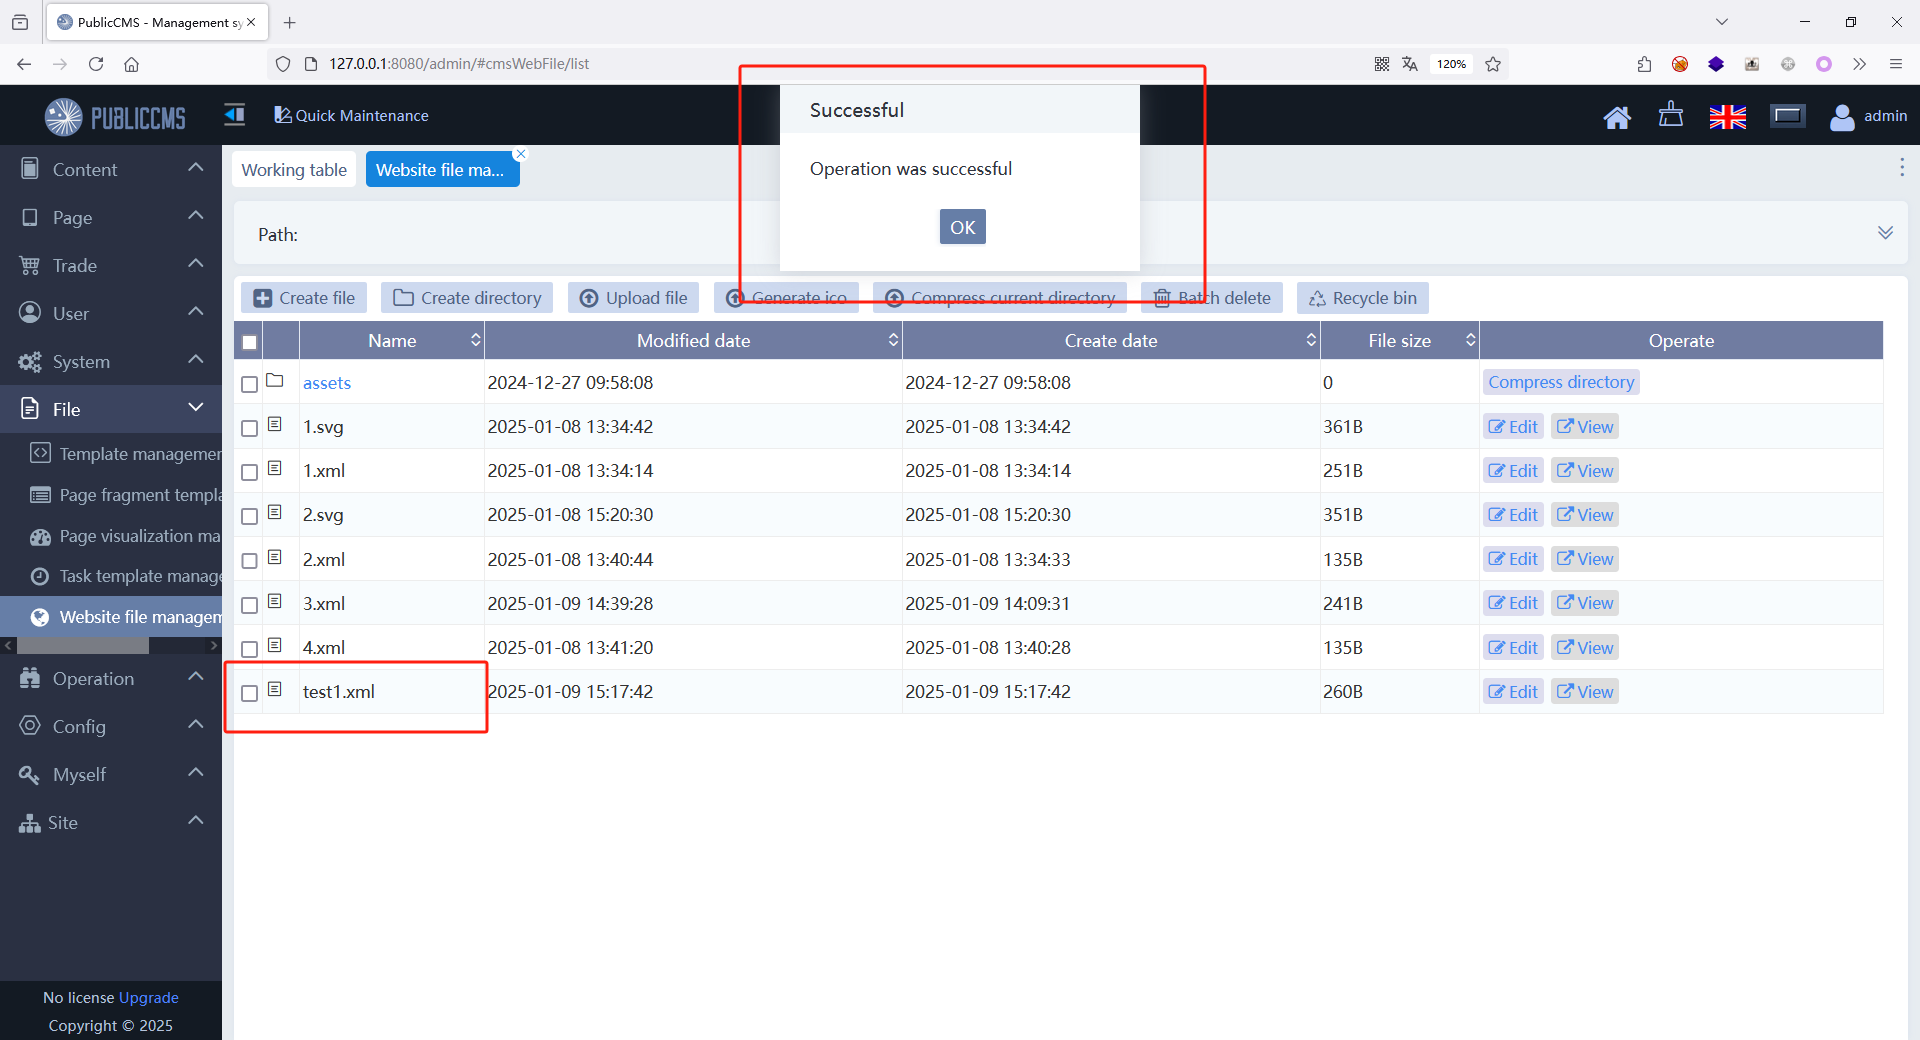 PublicCMS - Management sy
127.0.0.1:8080/admin/#cmsWebFile/list
120%
PUBLICCMS
Quick Maintenance
admin
Successful
Operation was successful
OK
Content
Page
Trade
User
System
File
Template managemen
Page fragment templa
Page visualization ma
Task template manage
Website file managem
Operation
Config
Myself
Site
No license Upgrade
Copyright © 2025
Working table
Website file ma...
Path:
Create file
Create directory
Upload file
Generate ico
Compress current directory
Batch delete
Recycle bin
Name Modified date Create date File size Operate
assets 2024-12-27 09:58:08 2024-12-27 09:58:08 0 Compress directory
1.svg 2025-01-08 13:34:42 2025-01-08 13:34:42 361B Edit View
1.xml 2025-01-08 13:34:14 2025-01-08 13:34:14 251B Edit View
2.svg 2025-01-08 15:20:30 2025-01-08 15:20:30 351B Edit View
2.xml 2025-01-08 13:40:44 2025-01-08 13:34:33 135B Edit View
3.xml 2025-01-09 14:39:28 2025-01-09 14:09:31 241B Edit View
4.xml 2025-01-08 13:41:20 2025-01-08 13:40:28 135B Edit View
test1.xml 2025-01-09 15:17:42 2025-01-09 15:17:42 260B Edit View